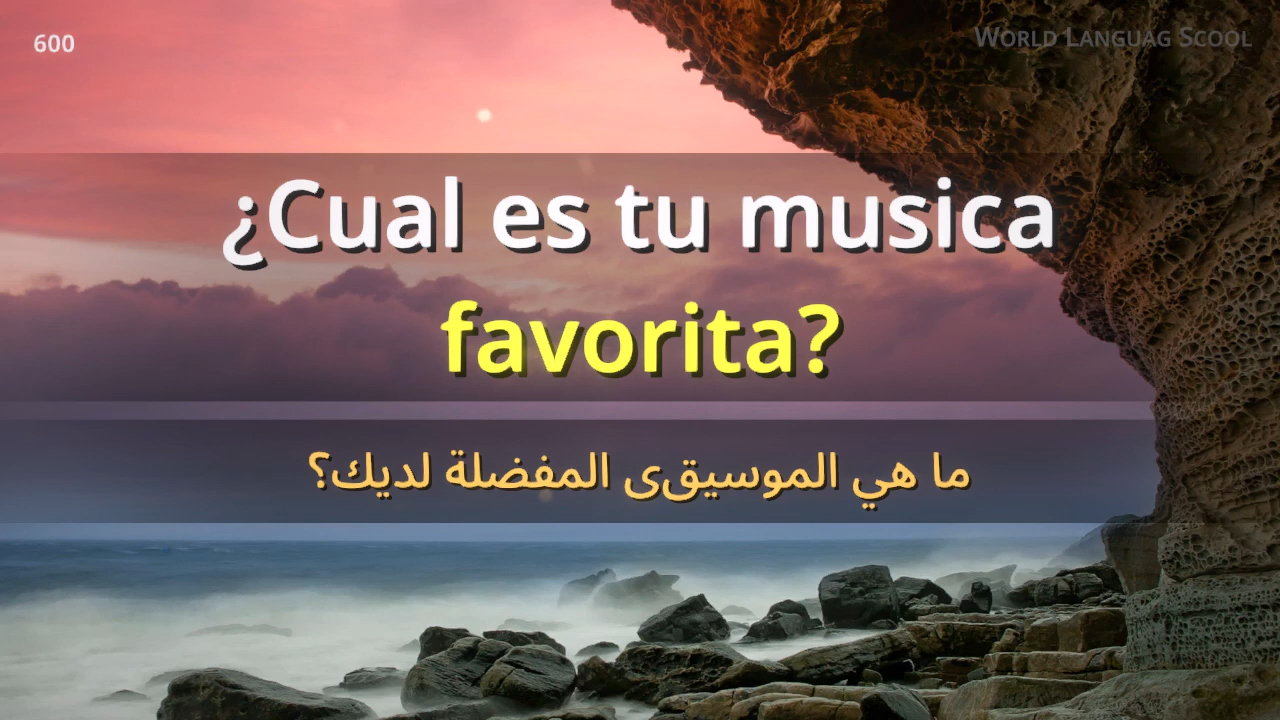 600
World Languag Scool
¿Cual es tu musica
favorita?
ما هي الموسيقى المفضلة لديك؟